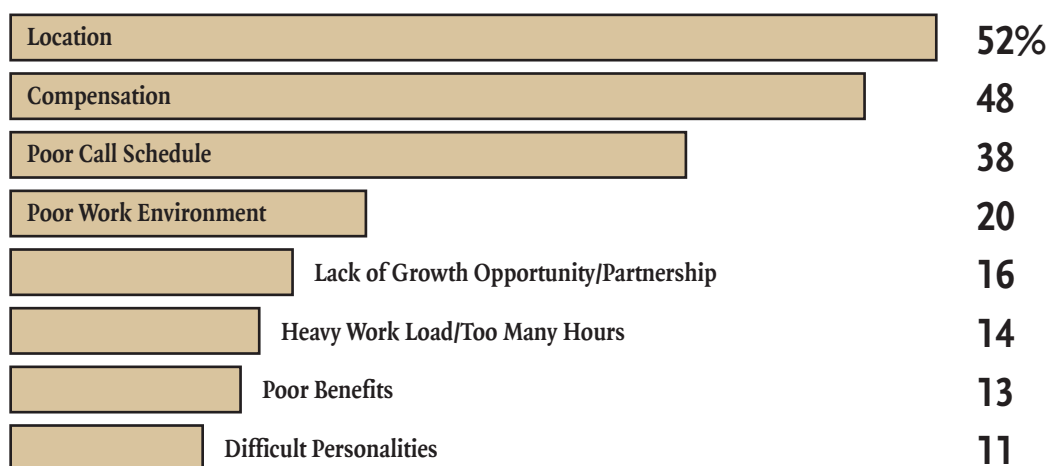 Location 52%
Compensation 48
Poor Call Schedule 38
Poor Work Environment 20
Lack of Growth Opportunity/Partnership 16
Heavy Work Load/Too Many Hours 14
Poor Benefits 13
Difficult Personalities 11